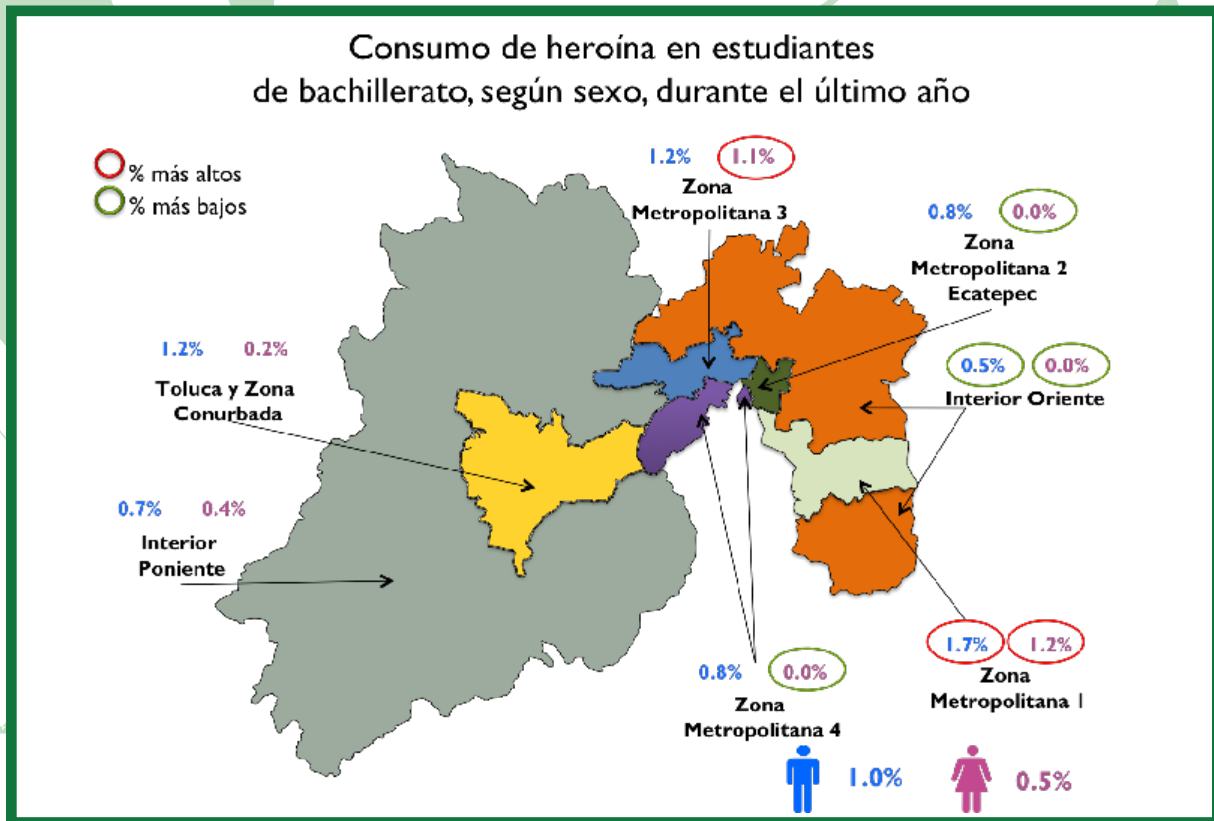 Consumo de heroína en estudiantes
de bachillerato, según sexo, durante el último año
% más altos
% más bajos
1.2% 1.1%
Zona
Metropolitana 3
0.8% 0.0%
Zona
Metropolitana 2
Ecatepec
1.2% 0.2%
Toluca y Zona
Conurbada
0.5% 0.0%
Interior Oriente
0.7% 0.4%
Interior
Poniente
1.7% 1.2%
Zona
Metropolitana 1
0.8% 0.0%
Zona
Metropolitana 4
1.0% 0.5%